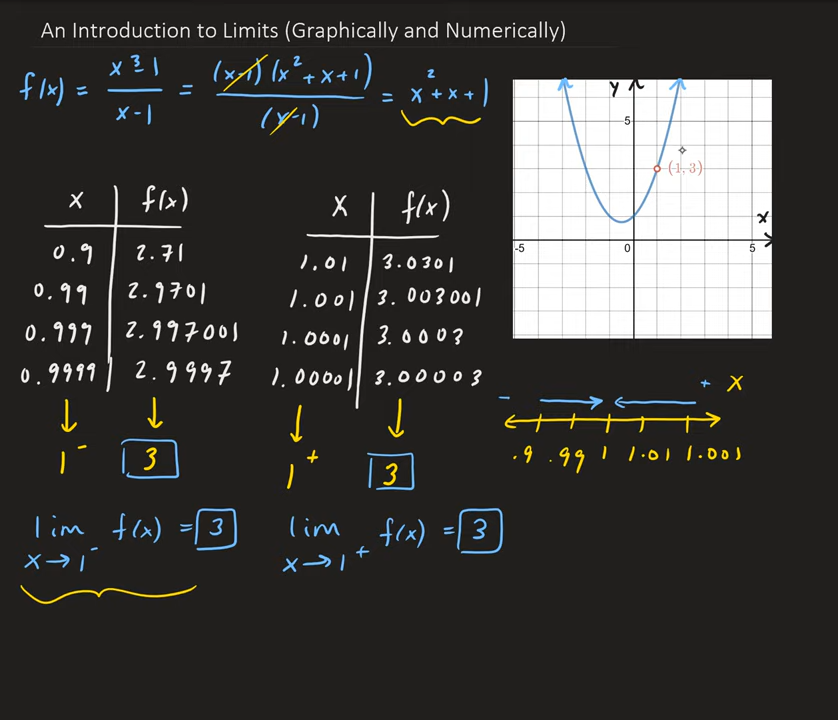 An Introduction to Limits (Graphically and Numerically)
f(x) = x³-1 / x-1 = (x-1)(x²+x+1) / (x-1) = x²+x+1
x f(x)
0.9 2.71
0.99 2.9701
0.999 2.997001
0.9999 2.9997
↓ ↓
1⁻ 3
lim f(x) = 3
x→1⁻
x f(x)
1.01 3.0301
1.001 3.003001
1.0001 3.0003
1.00001 3.00003
↓ ↓
1⁺ 3
lim f(x) = 3
x→1⁺
y
5
(1, 3)
x
-5 0 5
- + x
.9 .99 1 1.01 1.001